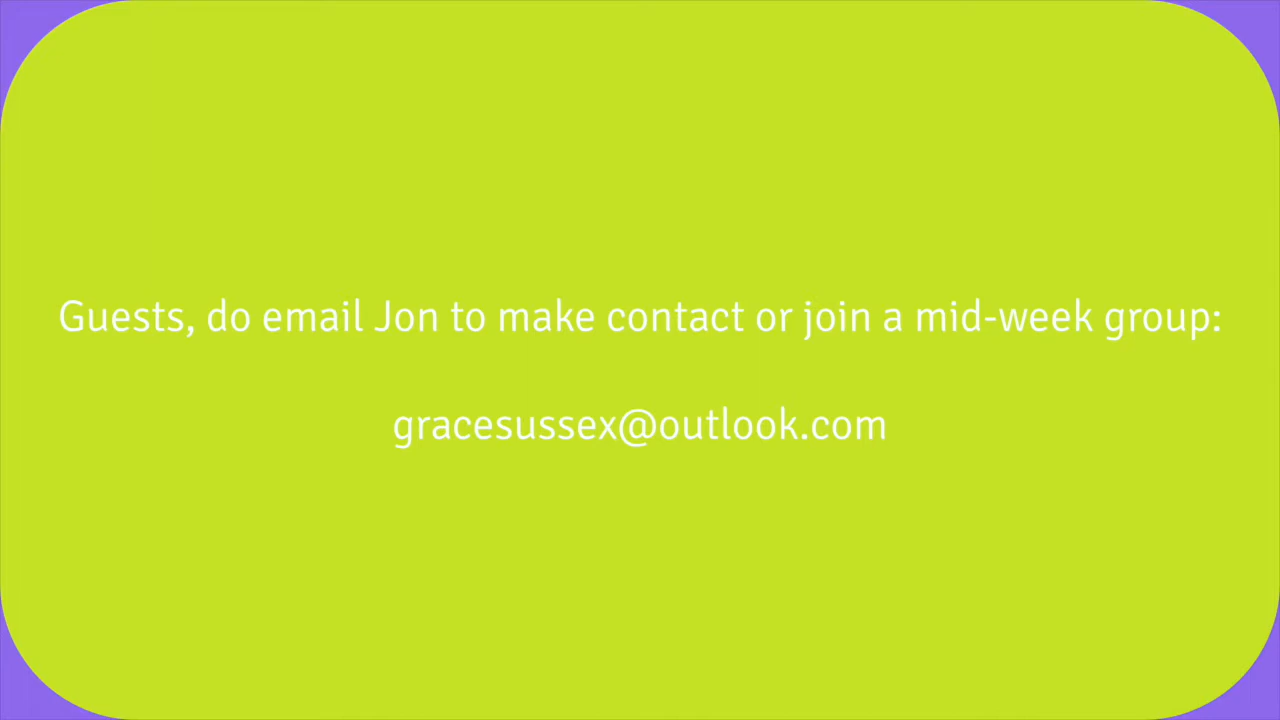 Guests, do email Jon to make contact or join a mid-week group:
gracesussex@outlook.com